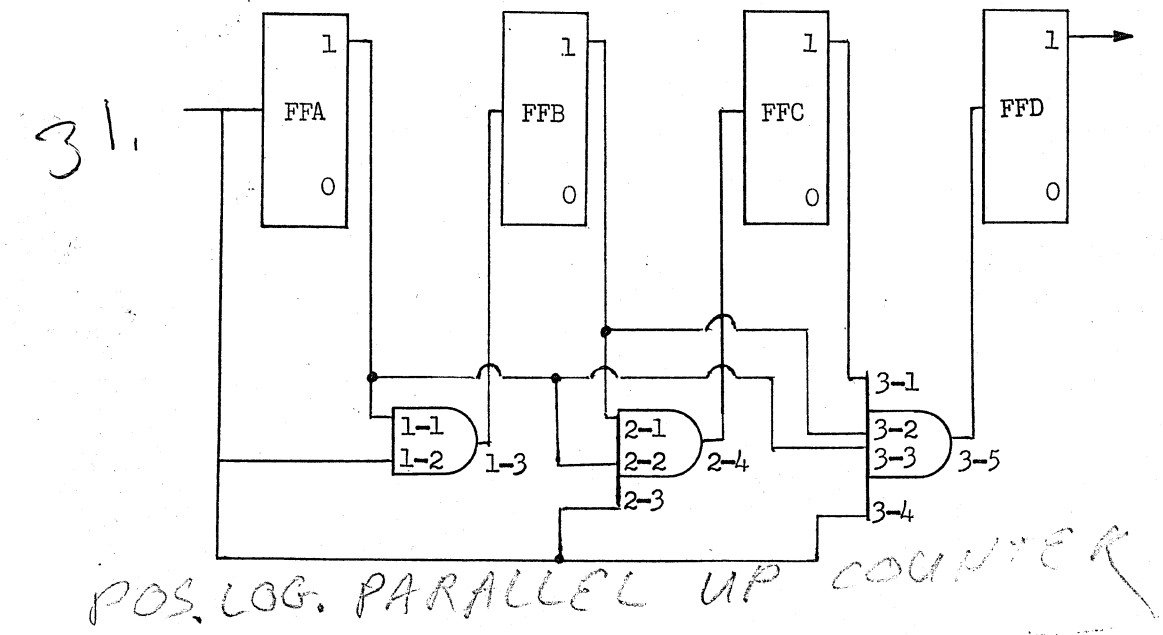 1 1 1 1
31. FFA FFB FFC FFD
0 0 0 0
3-1
1-1 2-1 3-2
1-2 1-3 2-2 2-4 3-3 3-5
2-3 3-4
POS. LOG. PARALLEL UP COUNTER